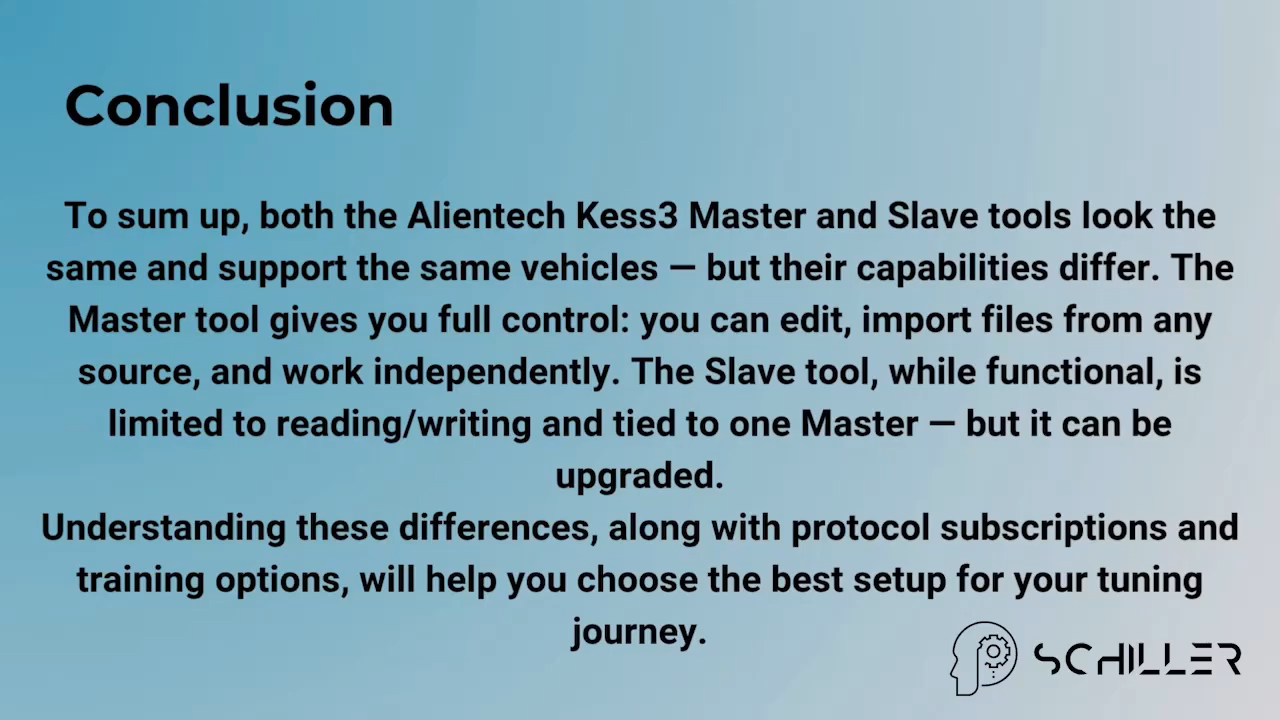 Conclusion
To sum up, both the Alientech Kess3 Master and Slave tools look the
same and support the same vehicles — but their capabilities differ. The
Master tool gives you full control: you can edit, import files from any
source, and work independently. The Slave tool, while functional, is
limited to reading/writing and tied to one Master — but it can be
upgraded.
Understanding these differences, along with protocol subscriptions and
training options, will help you choose the best setup for your tuning
journey.
SCHILLER